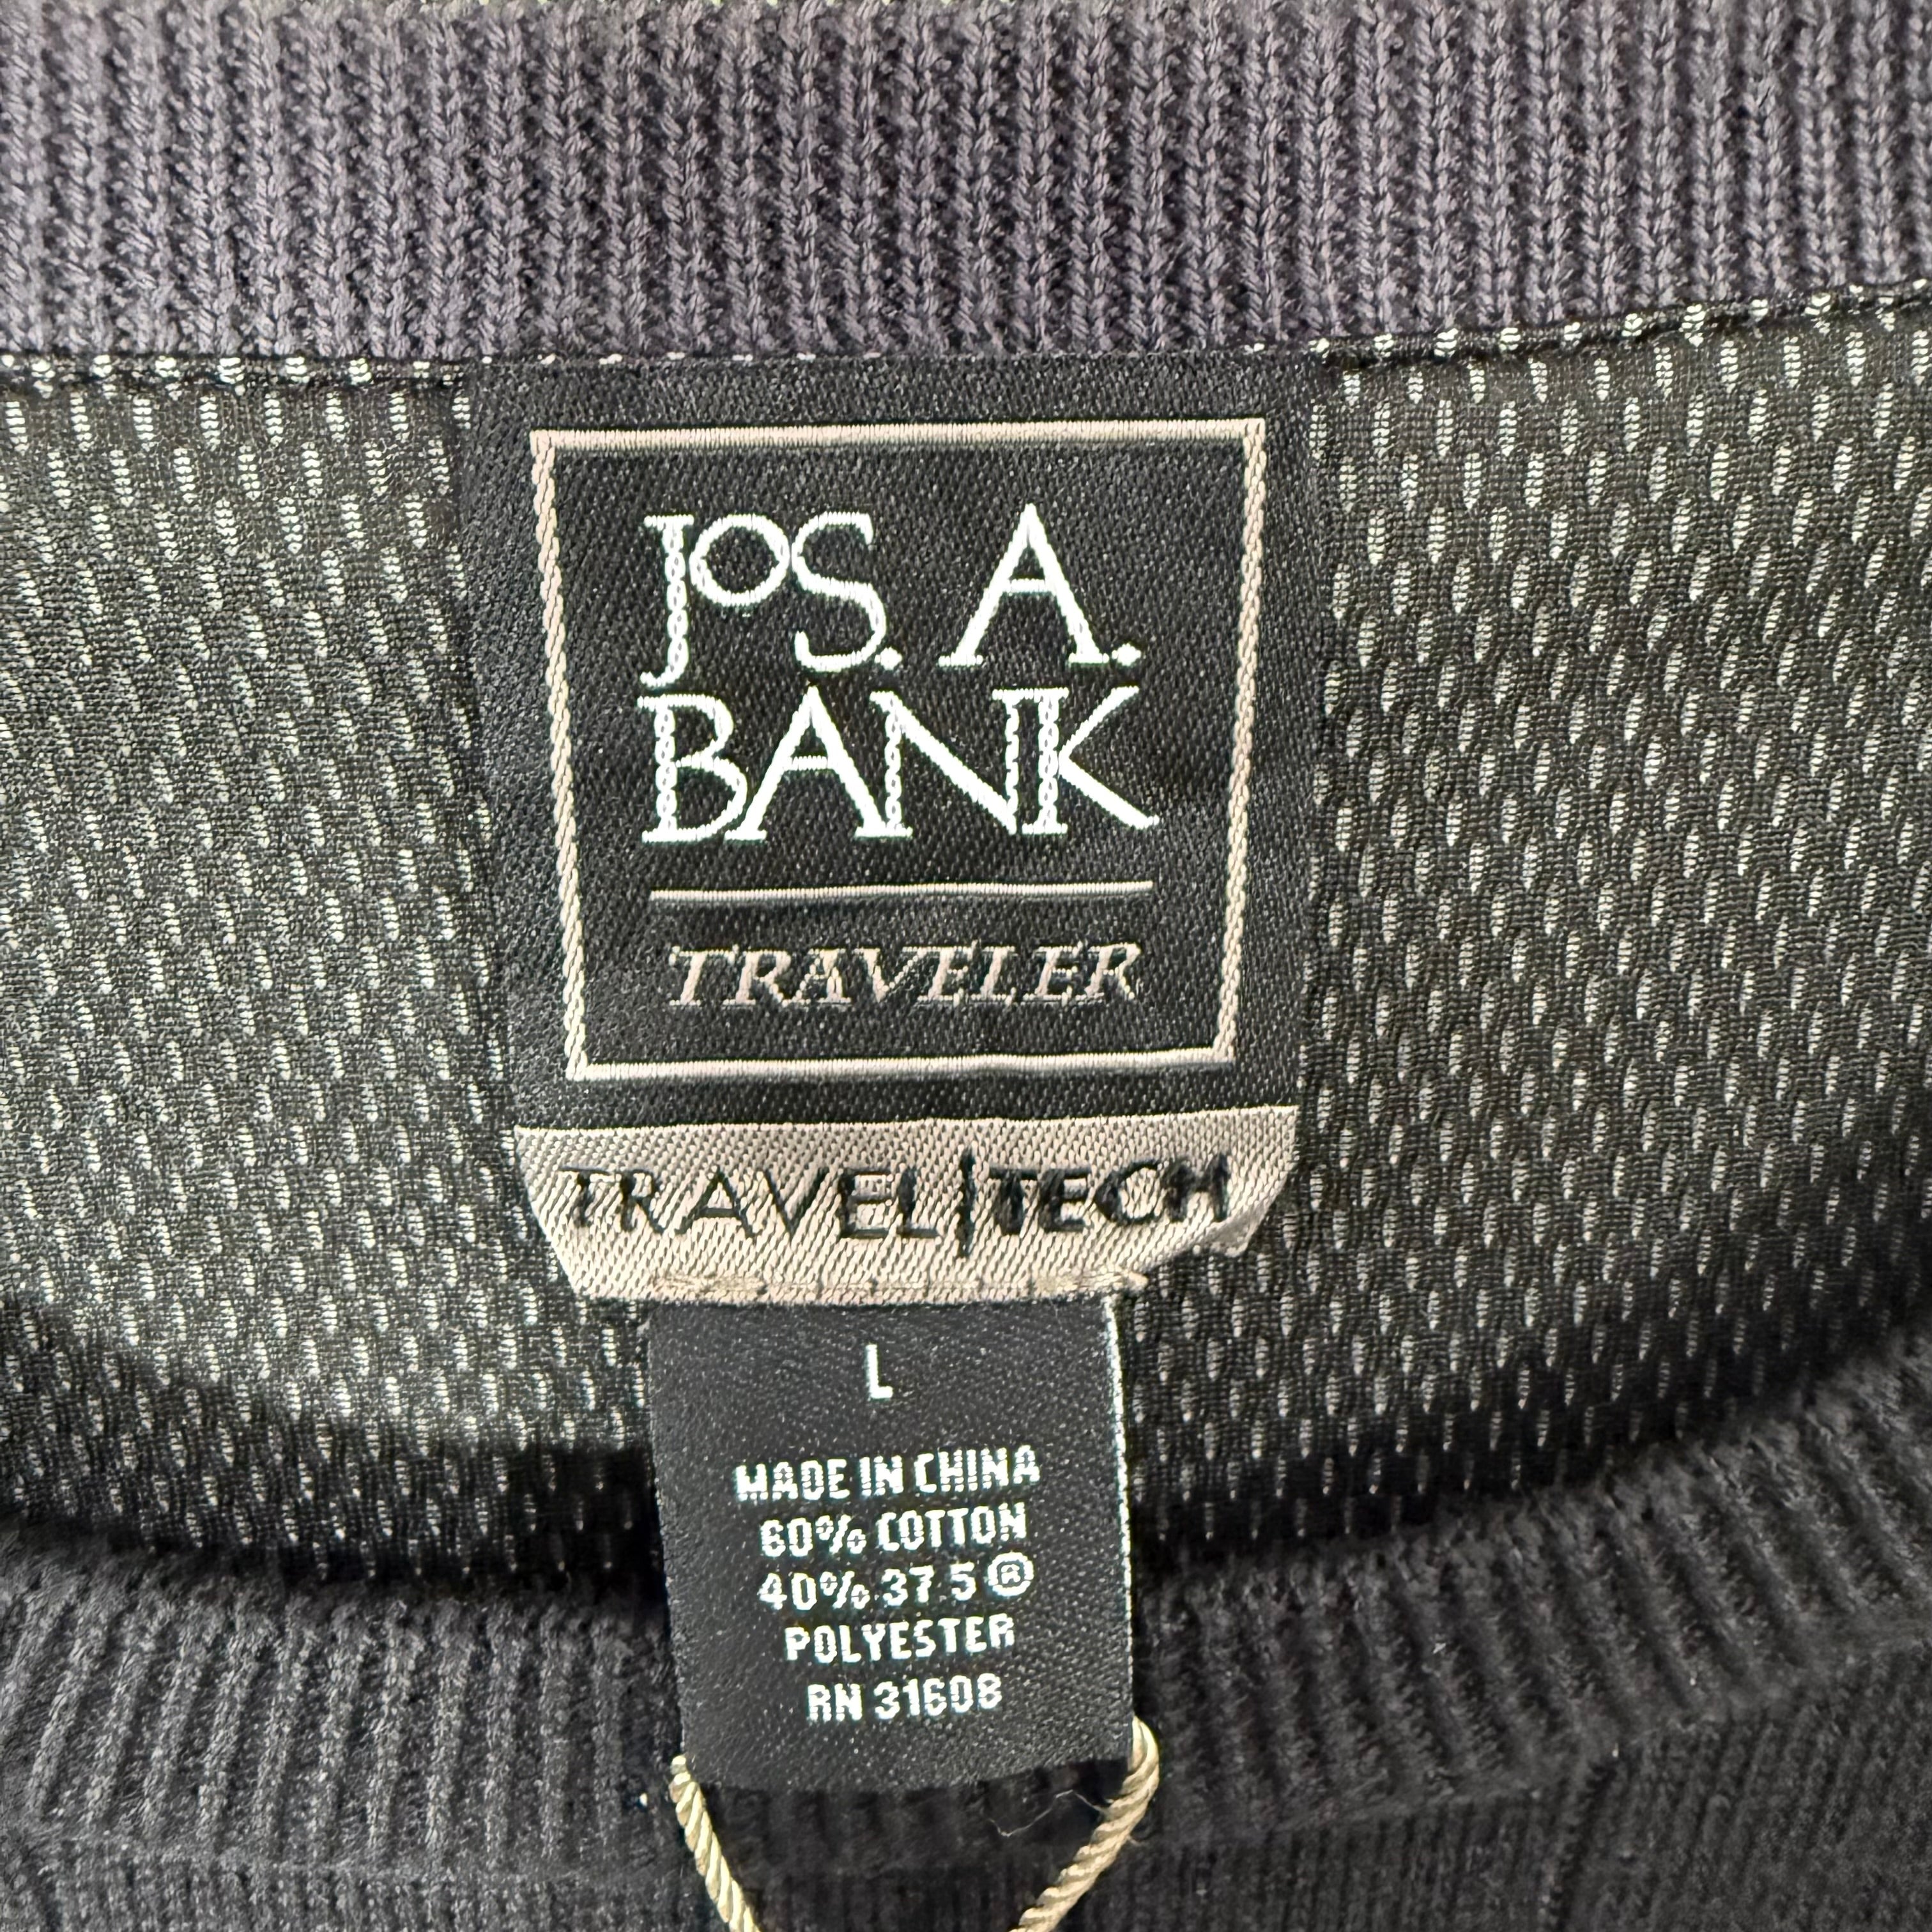 JOS. A.
BANK
TRAVELER
TRAVEL|TECH
L
MADE IN CHINA
60% COTTON
40% 37.5®
POLYESTER
RN 31608